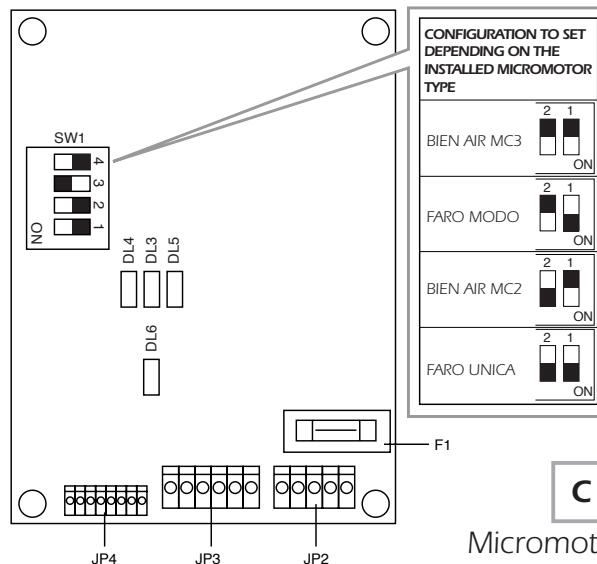 CONFIGURATION TO SET
DEPENDING ON THE
INSTALLED MICROMOTOR
TYPE
BIEN AIR MC3
2 1
ON
FARO MODO
2 1
ON
BIEN AIR MC2
2 1
ON
FARO UNICA
2 1
ON
SW1
4
3
2
1
ON
DL4
DL3
DL5
DL6
F1
JP4
JP3
JP2
C
Micromot